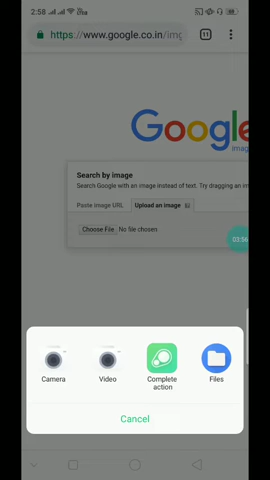 2:58
https://www.google.co.in/img
11
Google
imag
Search by image
Search Google with an image instead of text. Try dragging an im
Paste image URL
Upload an image
Choose File No file chosen
03:56
Camera
Video
Complete
action
Files
Cancel